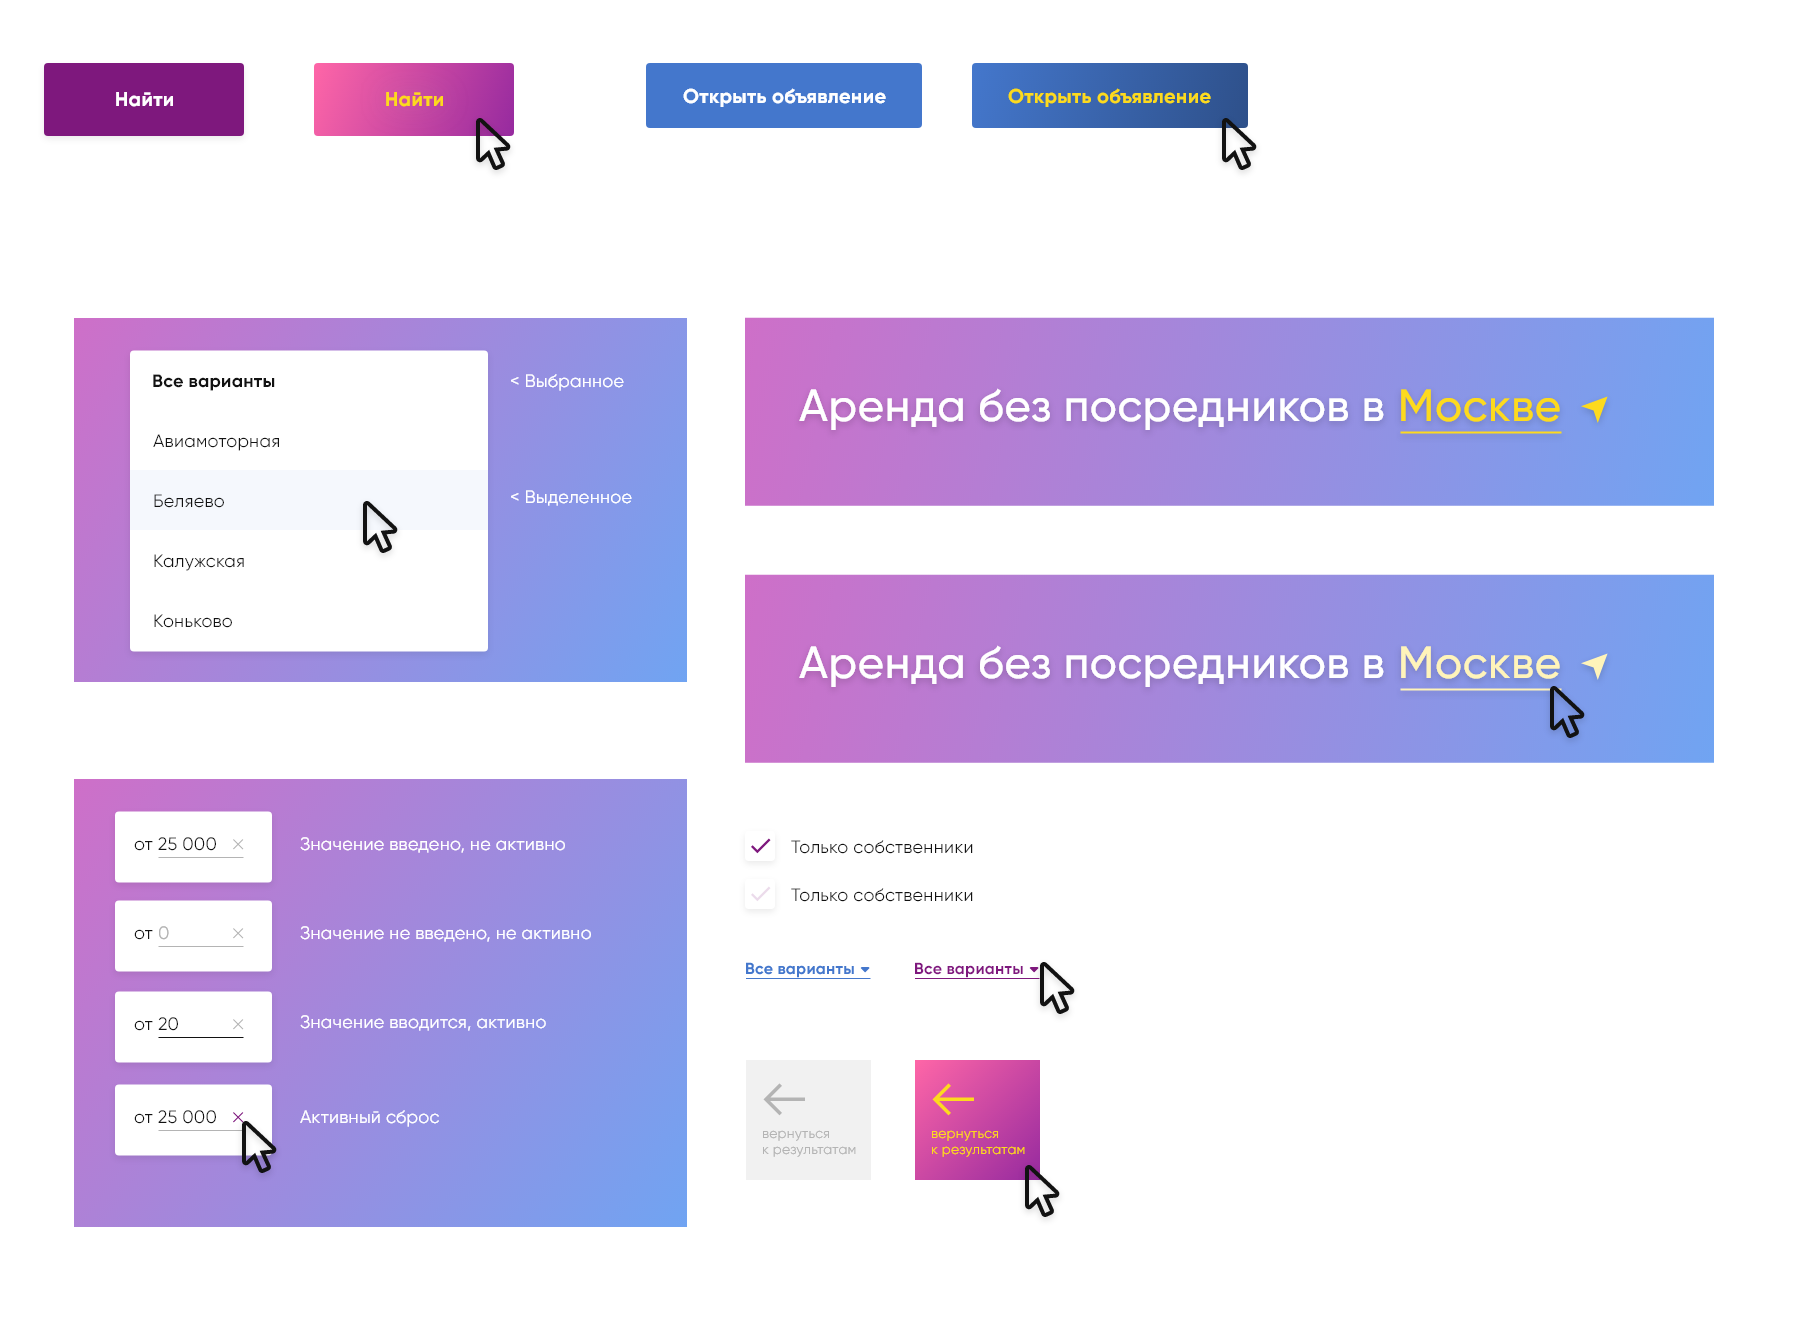 Найти
Найти
Открыть объявление
Открыть объявление
Все варианты
< Выбранное
Авиамоторная
Беляево
< Выделенное
Калужская
Коньково
Аренда без посредников в Москве
Аренда без посредников в Москве
от 25 000
Значение введено, не активно
от 0
Значение не введено, не активно
от 20
Значение вводится, активно
от 25 000
Активный сброс
Только собственники
Только собственники
Все варианты
Все варианты
вернуться
к результатам
вернуться
к результатам